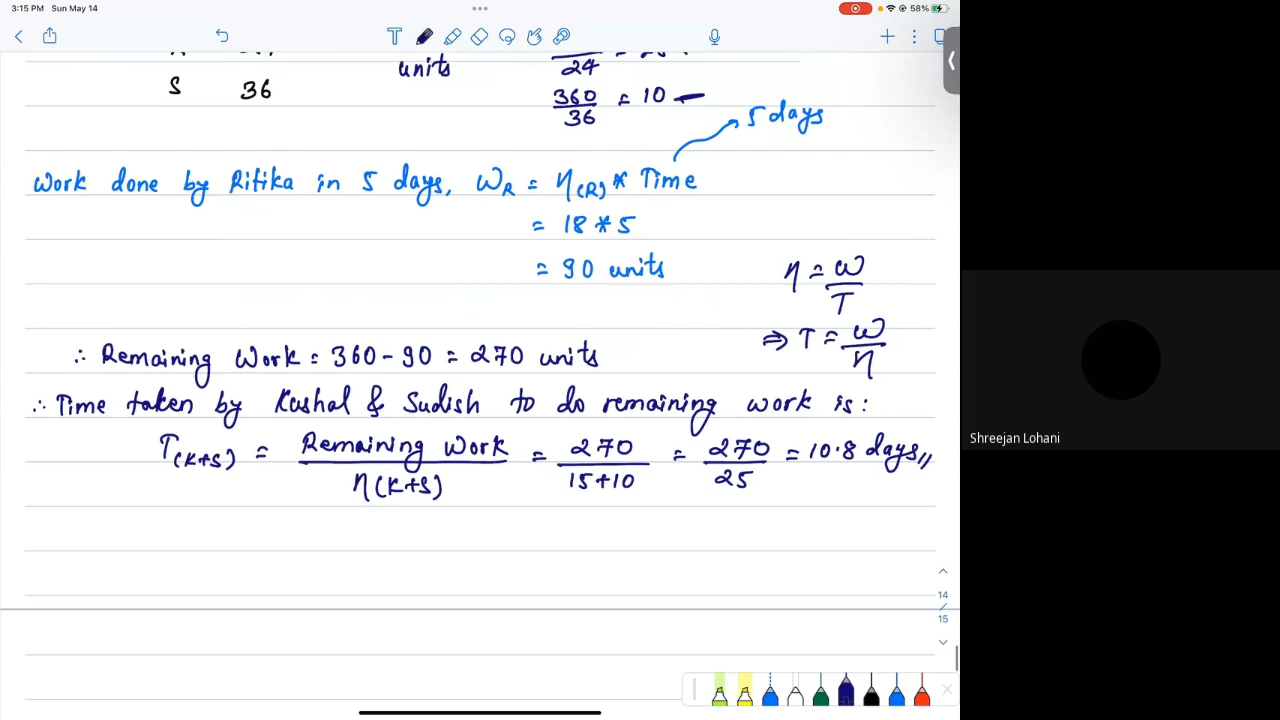 3:15 PM Sun May 14
58%
units
24
S 36
360/36 = 10
5 days
Work done by Ritika in 5 days, W_R = η(R) * Time
= 18 * 5
= 90 units
η = W/T
⇒ T = W/η
∴ Remaining Work = 360 - 90 = 270 units
∴ Time taken by Kushal & Sudish to do remaining work is:
T(K+S) = Remaining Work/η(K+S) = 270/15+10 = 270/25 = 10.8 days,,
14
15
Shreejan Lohani